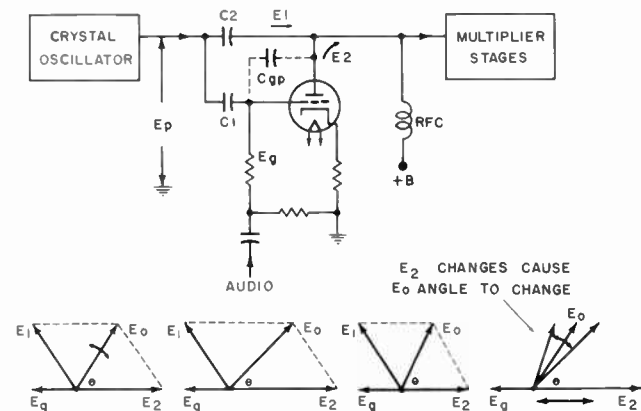 CRYSTAL
OSCILLATOR
C2
E1
E2
Cgp
C1
Ep
Eg
RFC
+B
MULTIPLIER
STAGES
AUDIO
E2 CHANGES CAUSE
E0 ANGLE TO CHANGE
E1 E0 θ Eg E2
E1 E0 θ Eg E2
E1 E0 θ Eg E2
E0 θ Eg E2